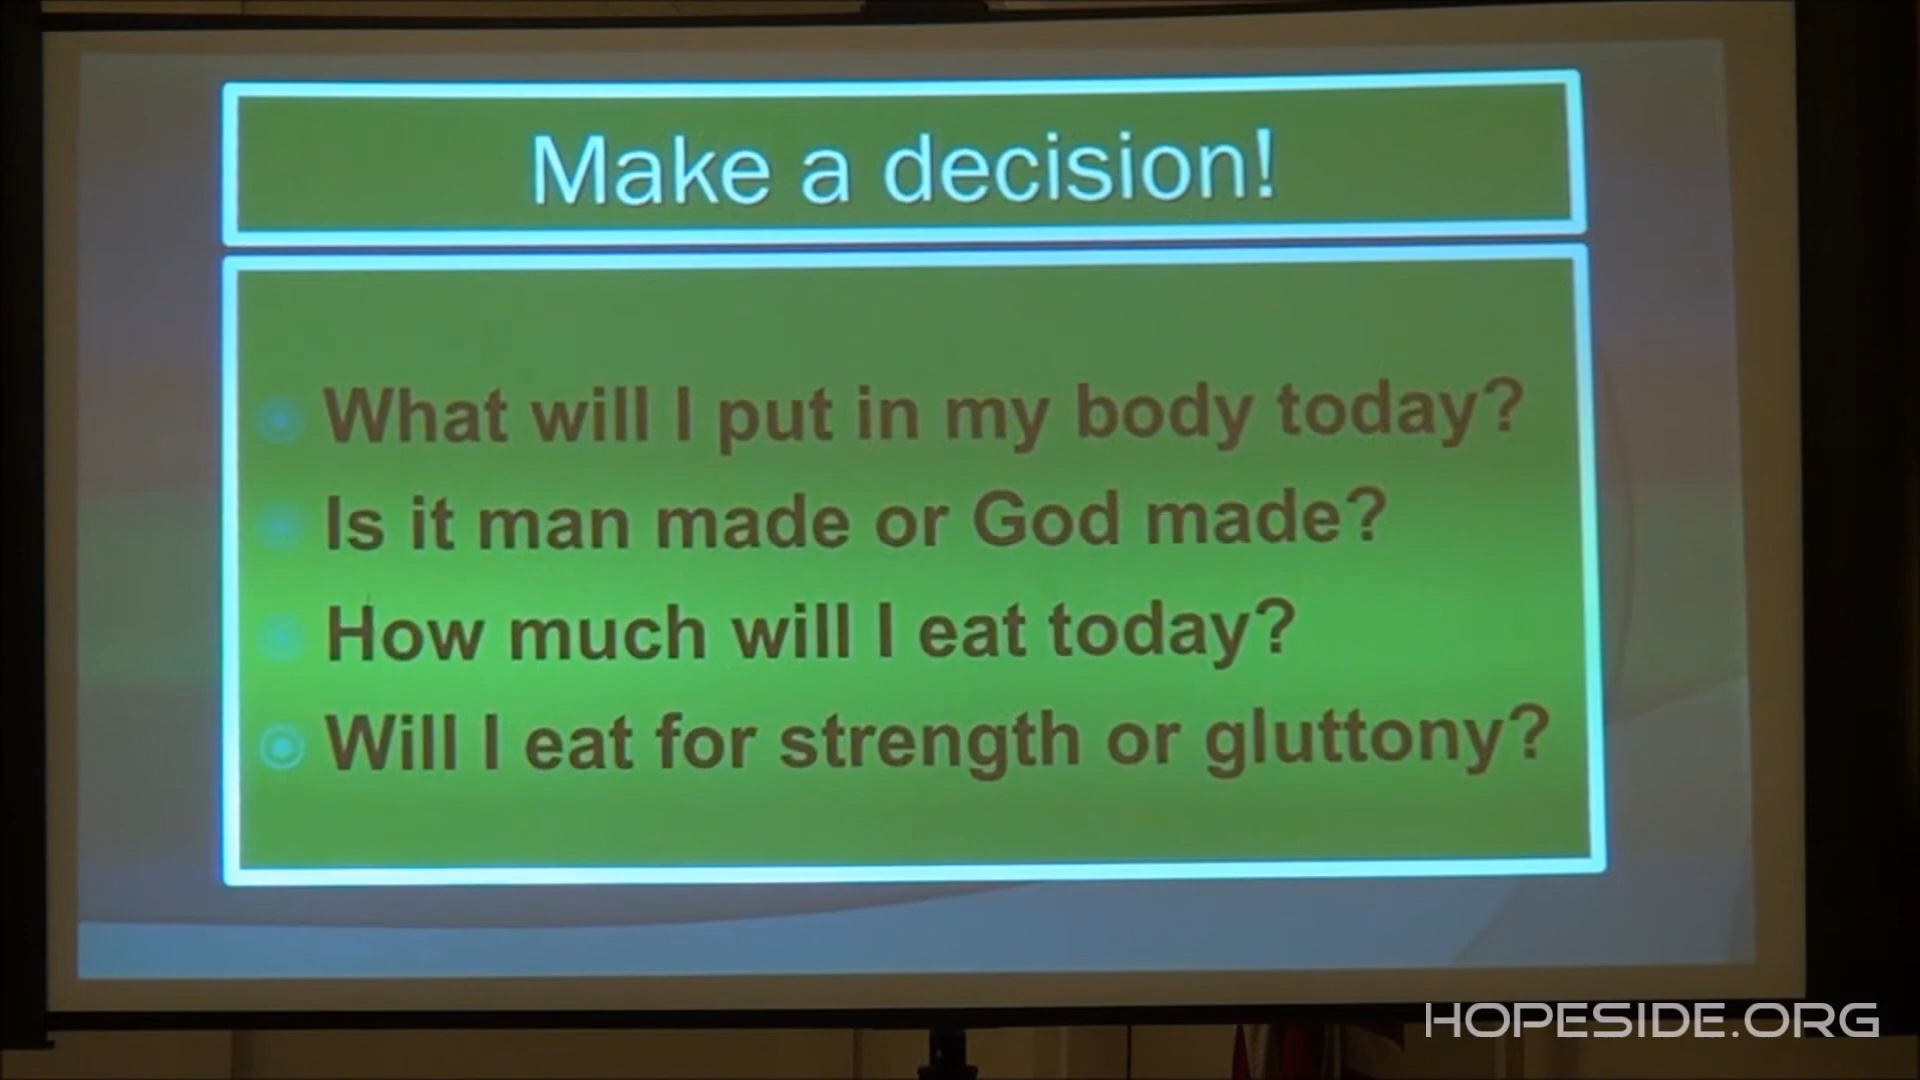 Make a decision!
What will I put in my body today?
Is it man made or God made?
How much will I eat today?
Will I eat for strength or gluttony?
HOPESIDE.ORG